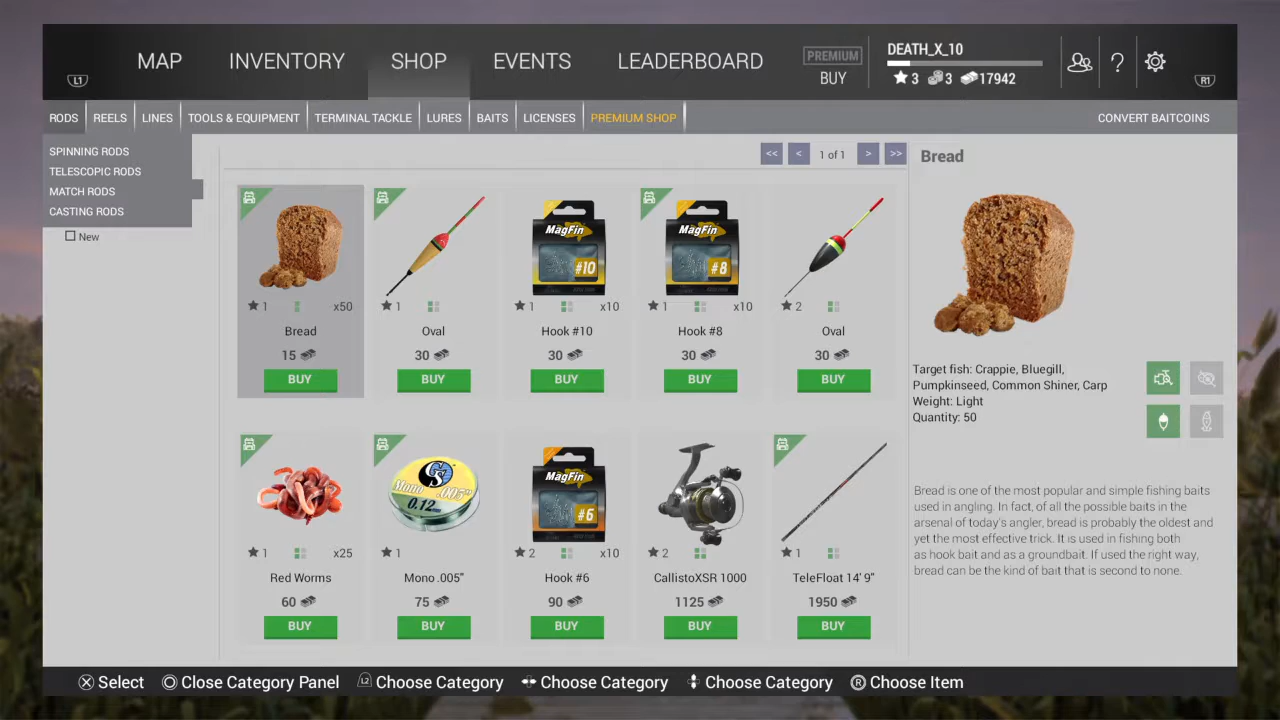 MAP INVENTORY SHOP EVENTS LEADERBOARD PREMIUM BUY DEATH_X_10
L1 3 3 17942 ? R1
RODS REELS LINES TOOLS & EQUIPMENT TERMINAL TACKLE LURES BAITS LICENSES PREMIUM SHOP CONVERT BAITCOINS
SPINNING RODS
TELESCOPIC RODS
MATCH RODS
CASTING RODS
New
<< < 1 of 1 > >>
MagFin #10
MagFin #8
1 x50
1
1 x10
1 x10
2
Bread
Oval
Hook #10
Hook #8
Oval
15
30
30
30
30
BUY
BUY
BUY
BUY
BUY
Mono .005"
0.12
MagFin
#6
1 x25
1
2 x10
2
1
Red Worms
Mono .005"
Hook #6
CallistoXSR 1000
TeleFloat 14' 9"
60
75
90
1125
1950
BUY
BUY
BUY
BUY
BUY
Bread
Target fish: Crappie, Bluegill,
Pumpkinseed, Common Shiner, Carp
Weight: Light
Quantity: 50
Bread is one of the most popular and simple fishing baits
used in angling. In fact, of all the possible baits in the
arsenal of today's angler, bread is probably the oldest and
yet the most effective trick. It is used in fishing both
as hook bait and as a groundbait. If used the right way,
bread can be the kind of bait that is second to none.
Select Close Category Panel L2 Choose Category Choose Category Choose Category R Choose Item